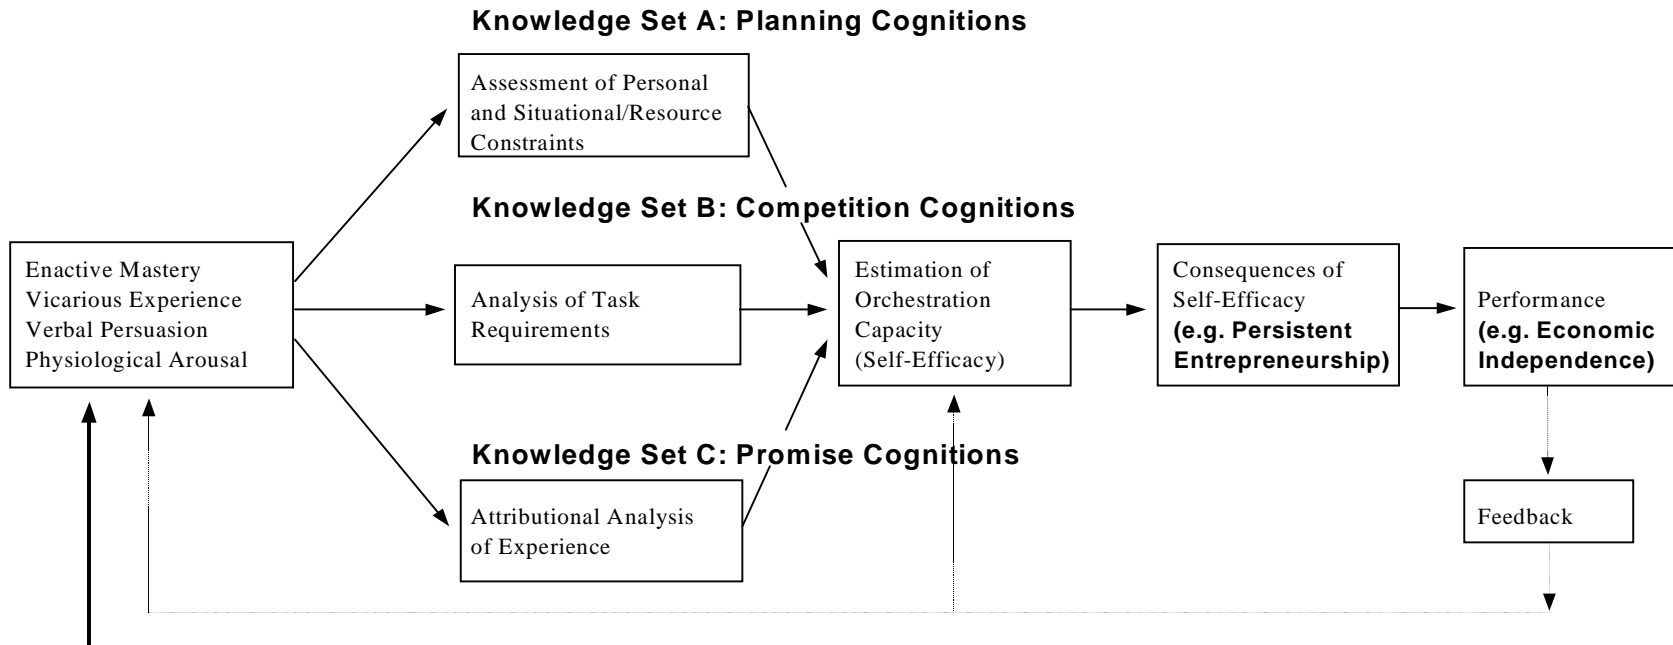 Knowledge Set A: Planning Cognitions
Assessment of Personal
and Situational/Resource
Constraints
Knowledge Set B: Competition Cognitions
Enactive Mastery
Vicarious Experience
Verbal Persuasion
Physiological Arousal
Analysis of Task
Requirements
Estimation of
Orchestration
Capacity
(Self-Efficacy)
Consequences of
Self-Efficacy
(e.g. Persistent
Entrepreneurship)
Performance
(e.g. Economic
Independence)
Knowledge Set C: Promise Cognitions
Attributional Analysis
of Experience
Feedback